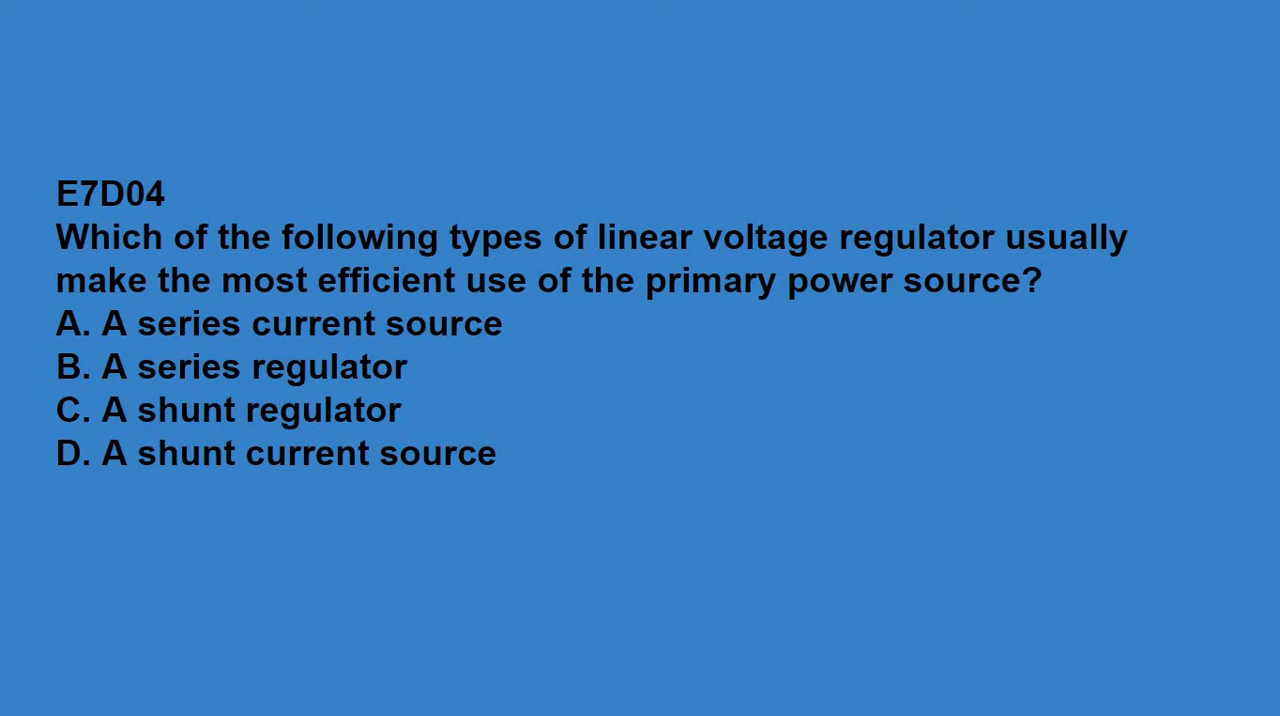 E7D04
Which of the following types of linear voltage regulator usually
make the most efficient use of the primary power source?
A. A series current source
B. A series regulator
C. A shunt regulator
D. A shunt current source